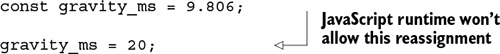 const gravity_ms = 9.806;
gravity_ms = 20;
JavaScript runtime won't
allow this reassignment